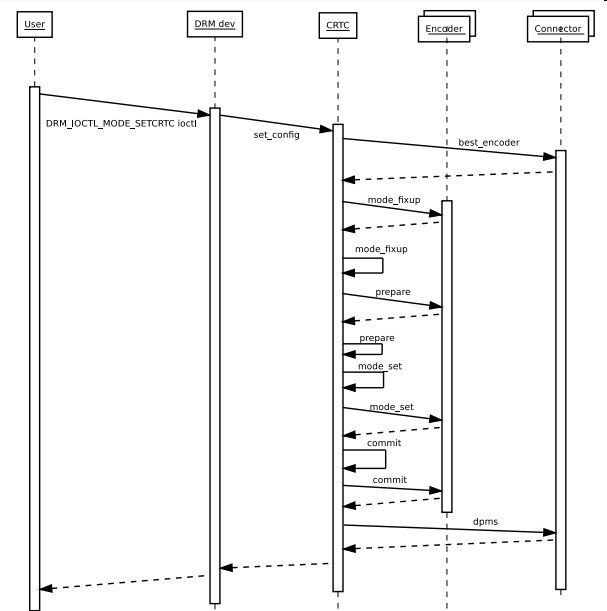 User
DRM dev
CRTC
Encoder
Connector
DRM_IOCTL_MODE_SETCRTC ioctl
set_config
best_encoder
mode_fixup
mode_fixup
prepare
prepare
mode_set
mode_set
commit
commit
dpms